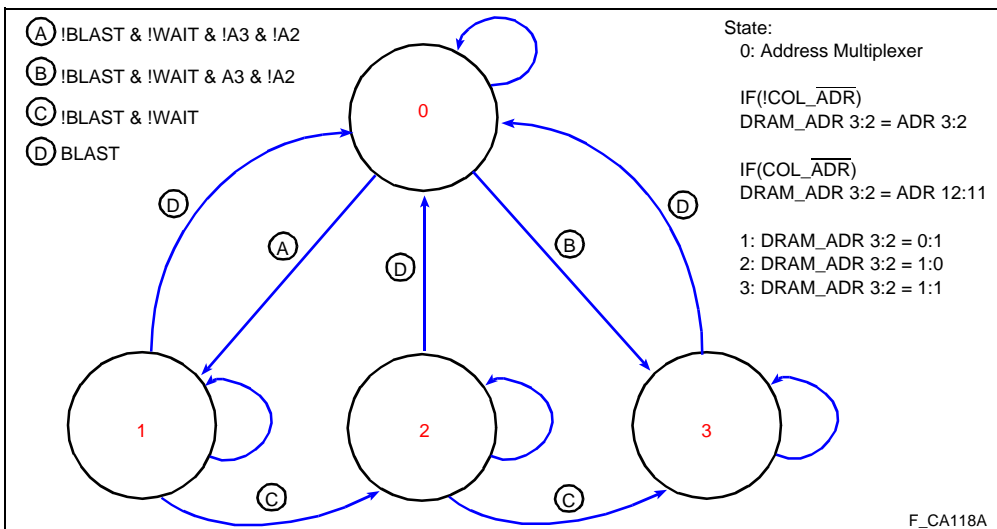 A !BLAST & !WAIT & !A3 & !A2
B !BLAST & !WAIT & A3 & !A2
C !BLAST & !WAIT
D BLAST
State:
0: Address Multiplexer
IF(!COL_ADR)
DRAM_ADR 3:2 = ADR 3:2
IF(COL_ADR)
DRAM_ADR 3:2 = ADR 12:11
1: DRAM_ADR 3:2 = 0:1
2: DRAM_ADR 3:2 = 1:0
3: DRAM_ADR 3:2 = 1:1
0
D
A
D
B
D
1
2
3
C
C
F_CA118A